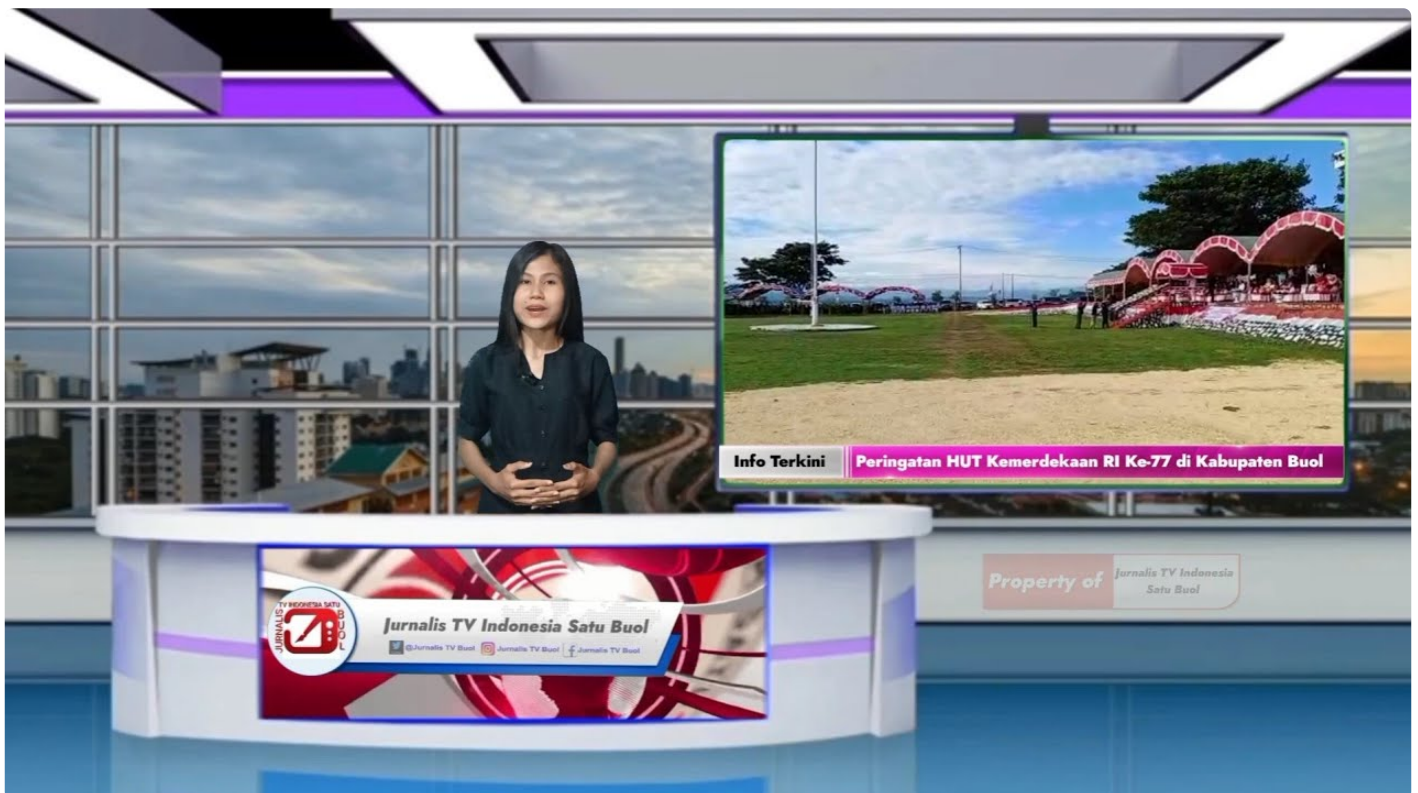 Info Terkini
Peringatan HUT Kemerdekaan RI Ke-77 di Kabupaten Buol
Property of
Jurnalis TV Indonesia
Satu Buol
TV INDONESIA SATU
JURNALIS
BUOL
Jurnalis TV Indonesia Satu Buol
@Jurnalis TV Buol Jurnalis TV Buol Jurnalis TV Buol